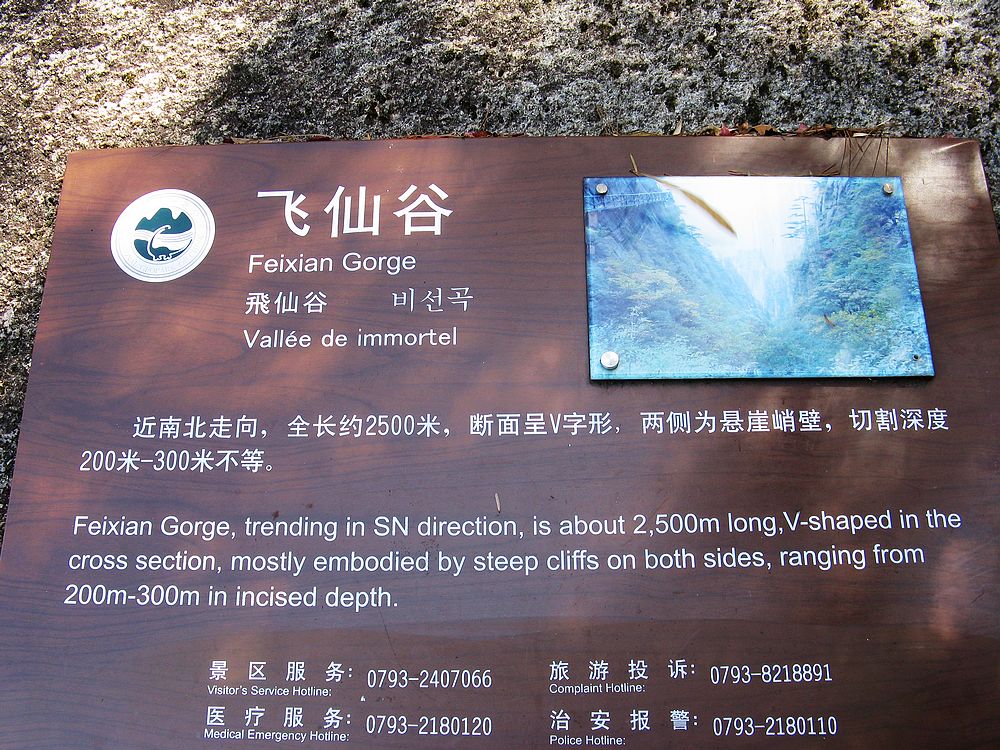 飞仙谷
Feixian Gorge
飛仙谷 비선곡
Vallée de immortel
近南北走向，全长约2500米，断面呈V字形，两侧为悬崖峭壁，切割深度
200米-300米不等。
Feixian Gorge, trending in SN direction, is about 2,500m long,V-shaped in the
cross section, mostly embodied by steep cliffs on both sides, ranging from
200m-300m in incised depth.
景区服务: 0793-2407066 旅游投诉: 0793-8218891
Visitor's Service Hotline: Complaint Hotline:
医疗服务: 0793-2180120 治安报警: 0793-2180110
Medical Emergency Hotline: Police Hotline: